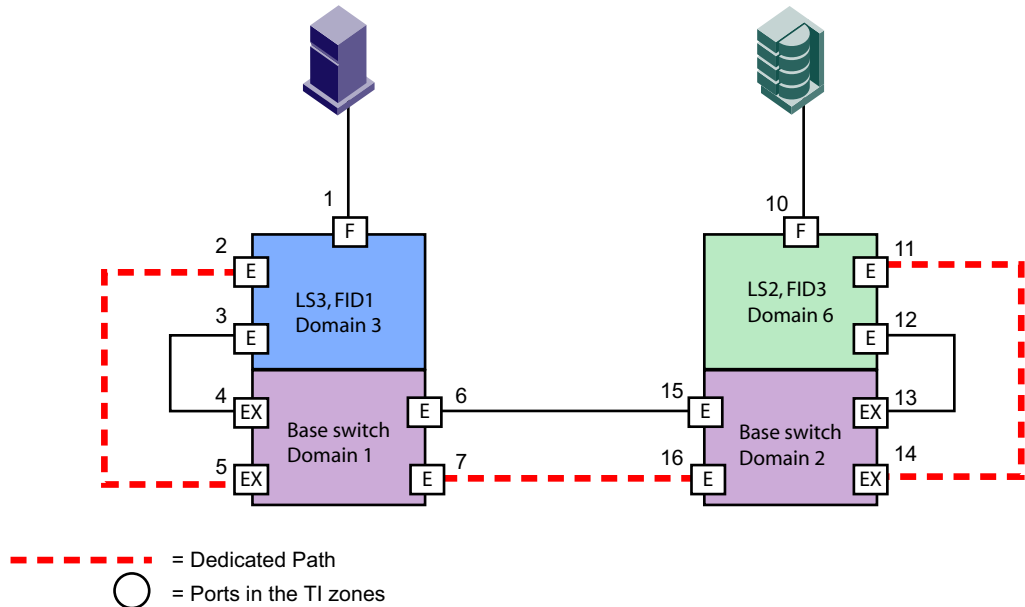 1
10
F
F
2
11
E
E
LS3, FID1
Domain 3
LS2, FID3
Domain 6
3
12
E
E
4
6
15
13
EX
E
E
EX
Base switch
Domain 1
Base switch
Domain 2
5
7
16
14
EX
E
E
EX
= Dedicated Path
= Ports in the TI zones